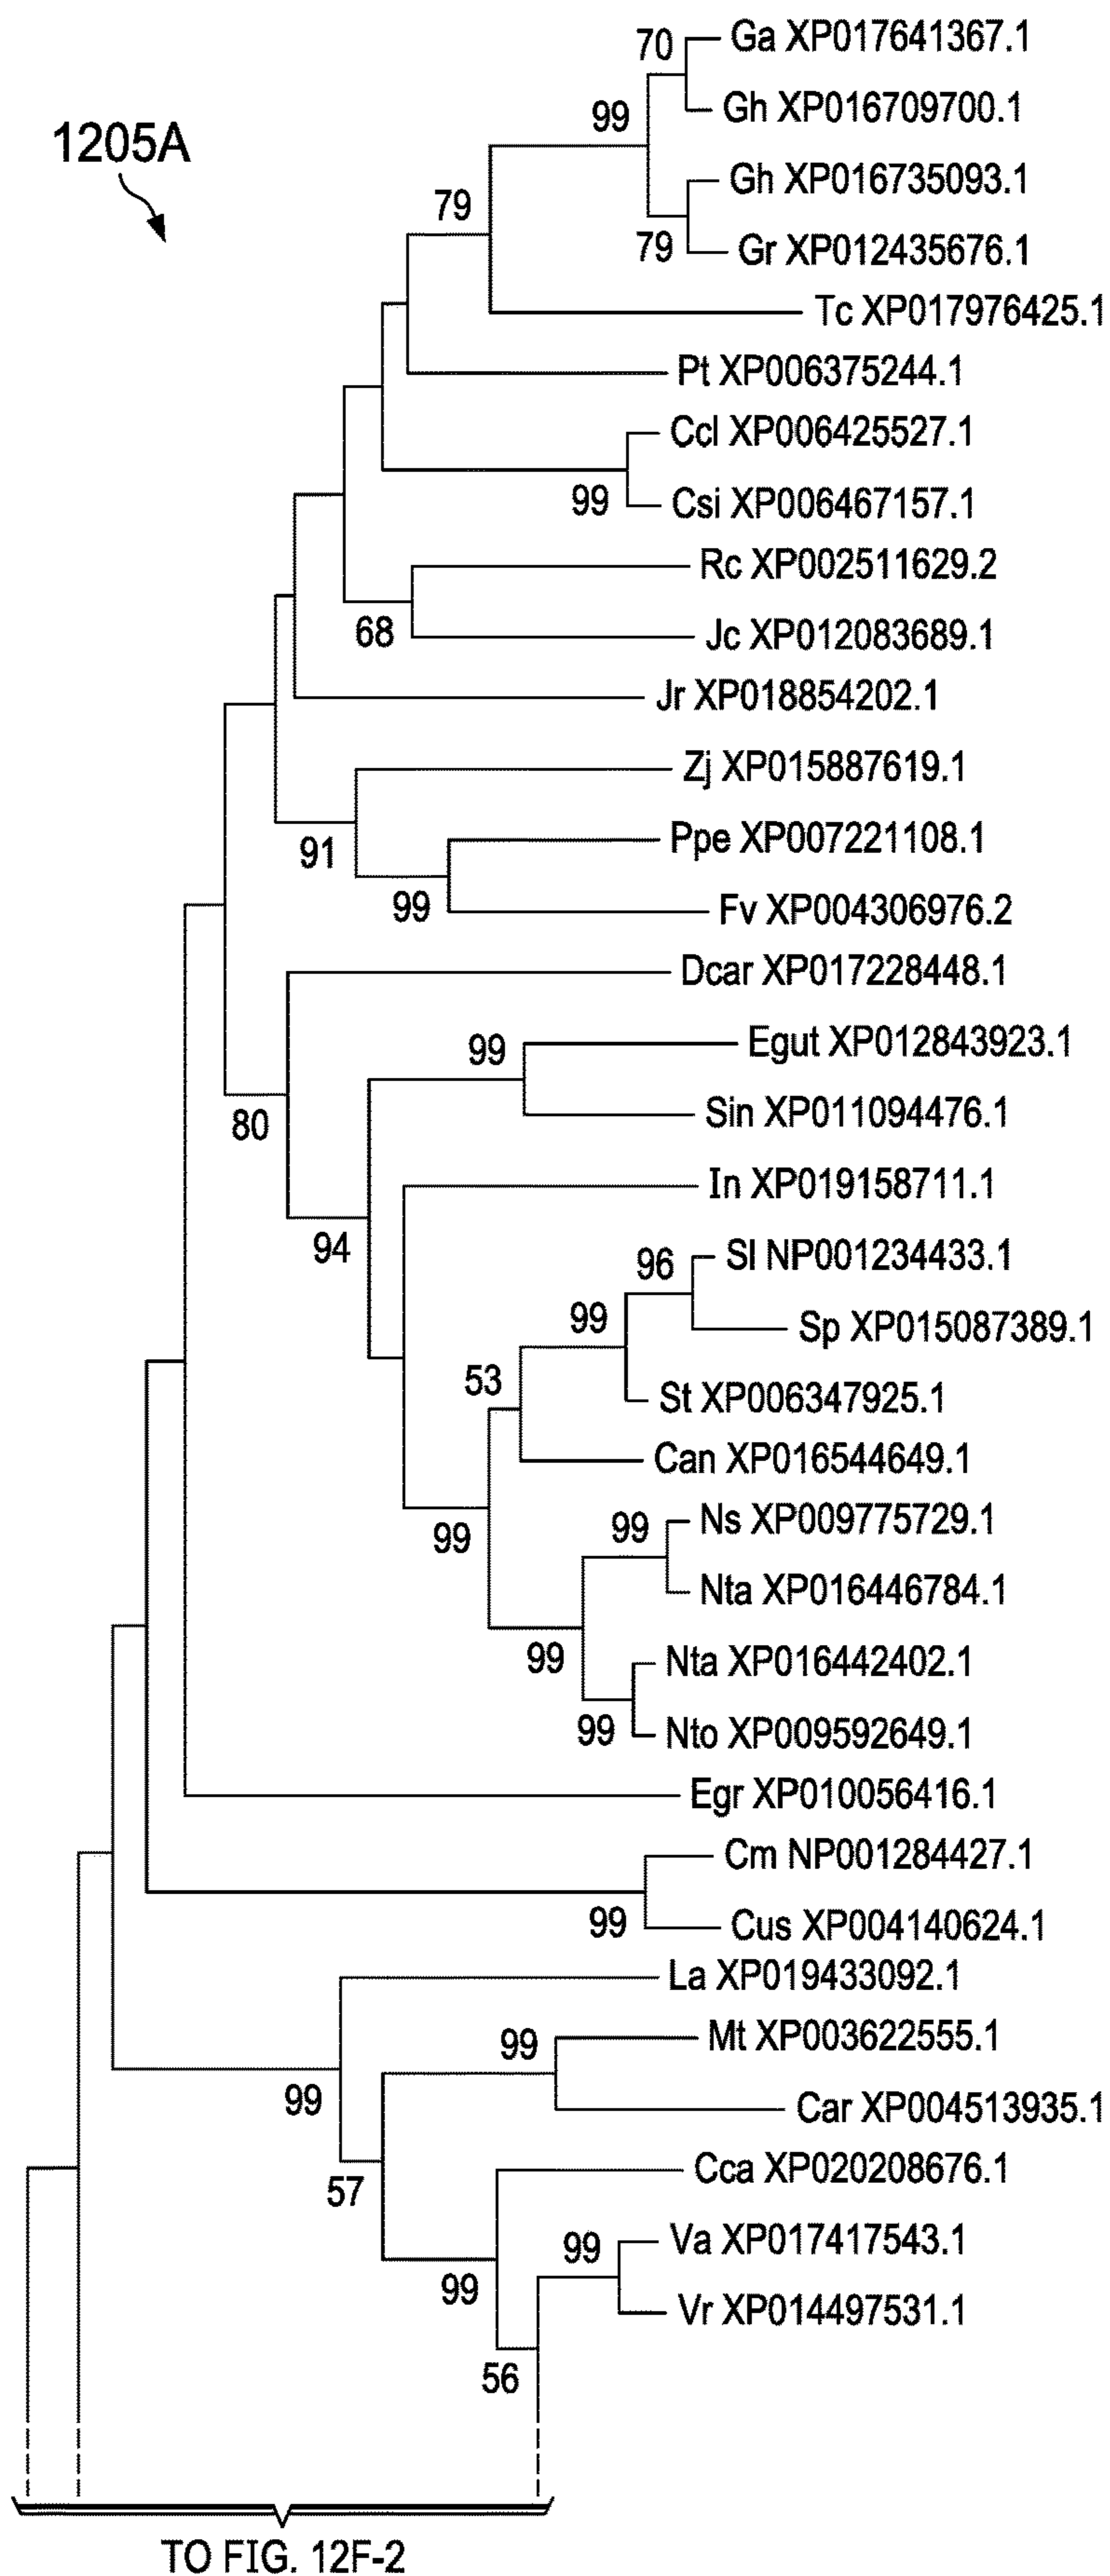 70
Ga XP017641367.1
Gh XP016709700.1
99
1205A
Gh XP016735093.1
79
79
Gr XP012435676.1
Tc XP017976425.1
Pt XP006375244.1
Ccl XP006425527.1
99
Csi XP006467157.1
Rc XP002511629.2
68
Jc XP012083689.1
Jr XP018854202.1
Zj XP015887619.1
91
Ppe XP007221108.1
99
Fv XP004306976.2
Dcar XP017228448.1
99
Egut XP012843923.1
80
Sin XP011094476.1
In XP019158711.1
94
96
Sl NP001234433.1
99
Sp XP015087389.1
53
St XP006347925.1
Can XP016544649.1
99
99
Ns XP009775729.1
Nta XP016446784.1
99
Nta XP016442402.1
99
Nto XP009592649.1
Egr XP010056416.1
Cm NP001284427.1
99
Cus XP004140624.1
La XP019433092.1
99
Mt XP003622555.1
99
Car XP004513935.1
57
Cca XP020208676.1
99
Va XP017417543.1
99
Vr XP014497531.1
56
TO FIG. 12F-2